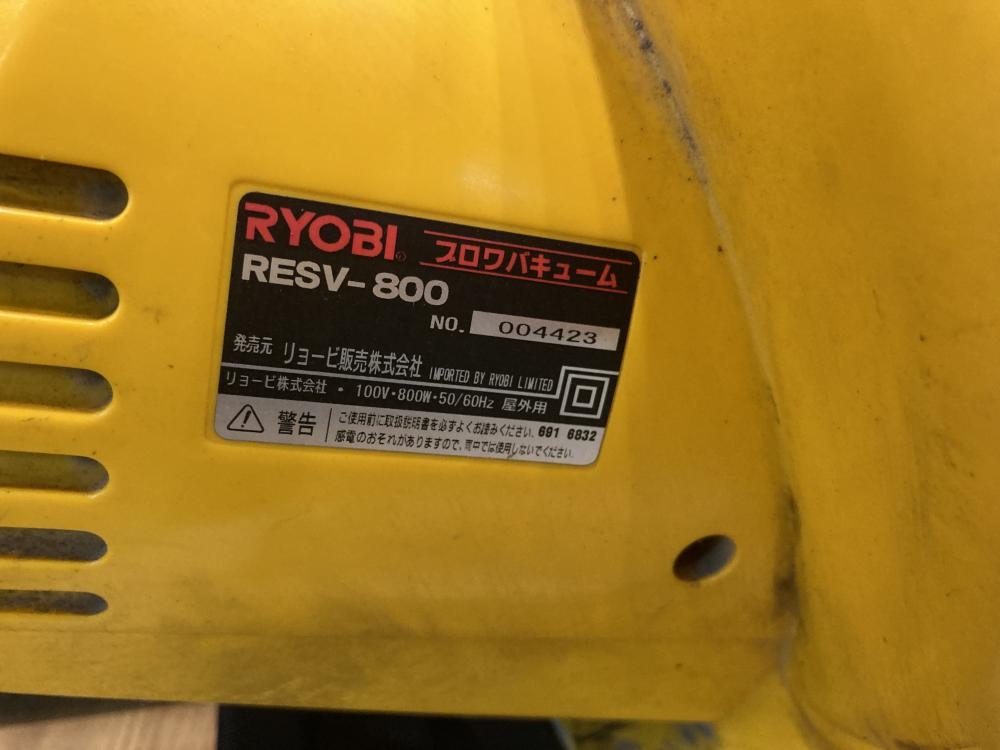 RYOBI® ブロワバキューム
RESV-800
NO. 004423
発売元 リョービ販売株式会社 IMPORTED BY RYOBI LIMITED
リョービ株式会社・100V・800W・50/60Hz 屋外用
警告 ご使用前に取扱説明書を必ずよくお読みください。 691 6832
感電のおそれがありますので、雨中では使用しないでください。